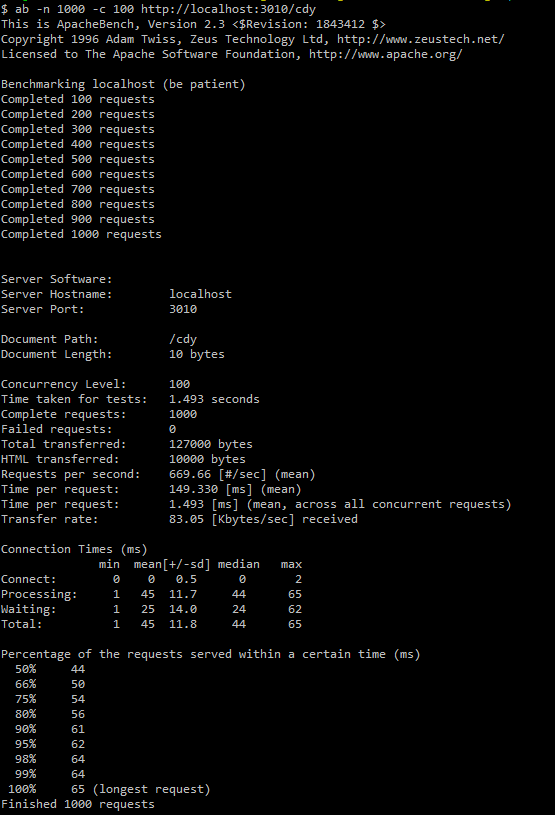 $ ab -n 1000 -c 100 http://localhost:3010/cdy
This is ApacheBench, Version 2.3 <$Revision: 1843412 $>
Copyright 1996 Adam Twiss, Zeus Technology Ltd, http://www.zeustech.net/
Licensed to The Apache Software Foundation, http://www.apache.org/

Benchmarking localhost (be patient)
Completed 100 requests
Completed 200 requests
Completed 300 requests
Completed 400 requests
Completed 500 requests
Completed 600 requests
Completed 700 requests
Completed 800 requests
Completed 900 requests
Completed 1000 requests


Server Software:
Server Hostname:        localhost
Server Port:            3010

Document Path:          /cdy
Document Length:        10 bytes

Concurrency Level:      100
Time taken for tests:   1.493 seconds
Complete requests:      1000
Failed requests:        0
Total transferred:      127000 bytes
HTML transferred:       10000 bytes
Requests per second:    669.66 [#/sec] (mean)
Time per request:       149.330 [ms] (mean)
Time per request:       1.493 [ms] (mean, across all concurrent requests)
Transfer rate:          83.05 [Kbytes/sec] received

Connection Times (ms)
              min  mean[+/-sd] median   max
Connect:        0    0   0.5      0       2
Processing:     1   45  11.7     44      65
Waiting:        1   25  14.0     24      62
Total:          1   45  11.8     44      65

Percentage of the requests served within a certain time (ms)
  50%     44
  66%     50
  75%     54
  80%     56
  90%     61
  95%     62
  98%     64
  99%     64
 100%     65 (longest request)
Finished 1000 requests